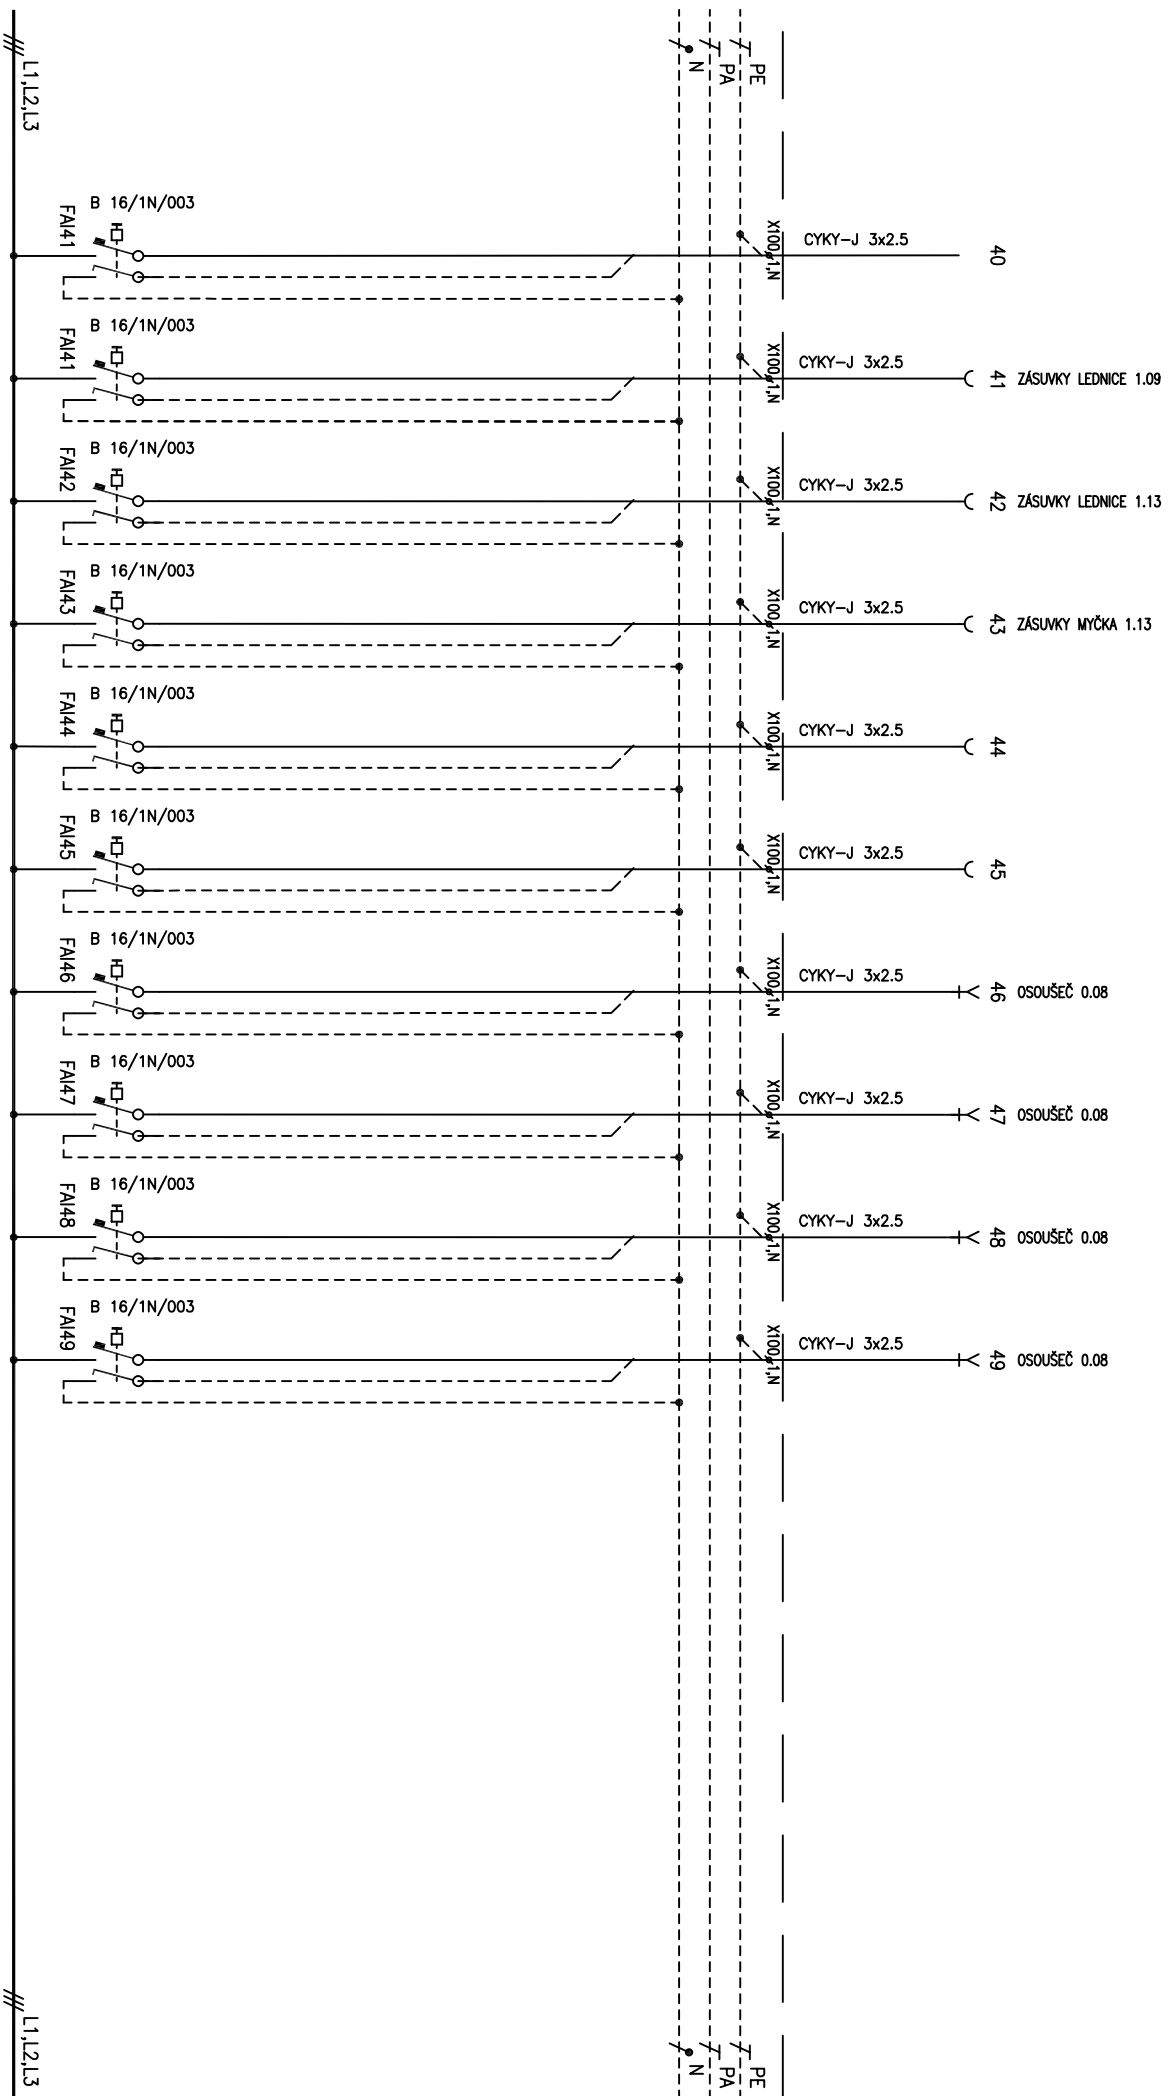 L1,L2,L3
N
PA
PE
B 16/1N/003
FAI41
X100,1,N
CYKY-J 3x2.5
40
B 16/1N/003
FAI41
X100,1,N
CYKY-J 3x2.5
41 ZÁSUVKY LEDNICE 1.09
B 16/1N/003
FAI42
X100,1,N
CYKY-J 3x2.5
42 ZÁSUVKY LEDNICE 1.13
B 16/1N/003
FAI43
X100,1,N
CYKY-J 3x2.5
43 ZÁSUVKY MYČKA 1.13
B 16/1N/003
FAI44
X100,1,N
CYKY-J 3x2.5
44
B 16/1N/003
FAI45
X100,1,N
CYKY-J 3x2.5
45
B 16/1N/003
FAI46
X100,1,N
CYKY-J 3x2.5
46 OSOUŠEČ 0.08
B 16/1N/003
FAI47
X100,1,N
CYKY-J 3x2.5
47 OSOUŠEČ 0.08
B 16/1N/003
FAI48
X100,1,N
CYKY-J 3x2.5
48 OSOUŠEČ 0.08
B 16/1N/003
FAI49
X100,1,N
CYKY-J 3x2.5
49 OSOUŠEČ 0.08
L1,L2,L3
N
PA
PE